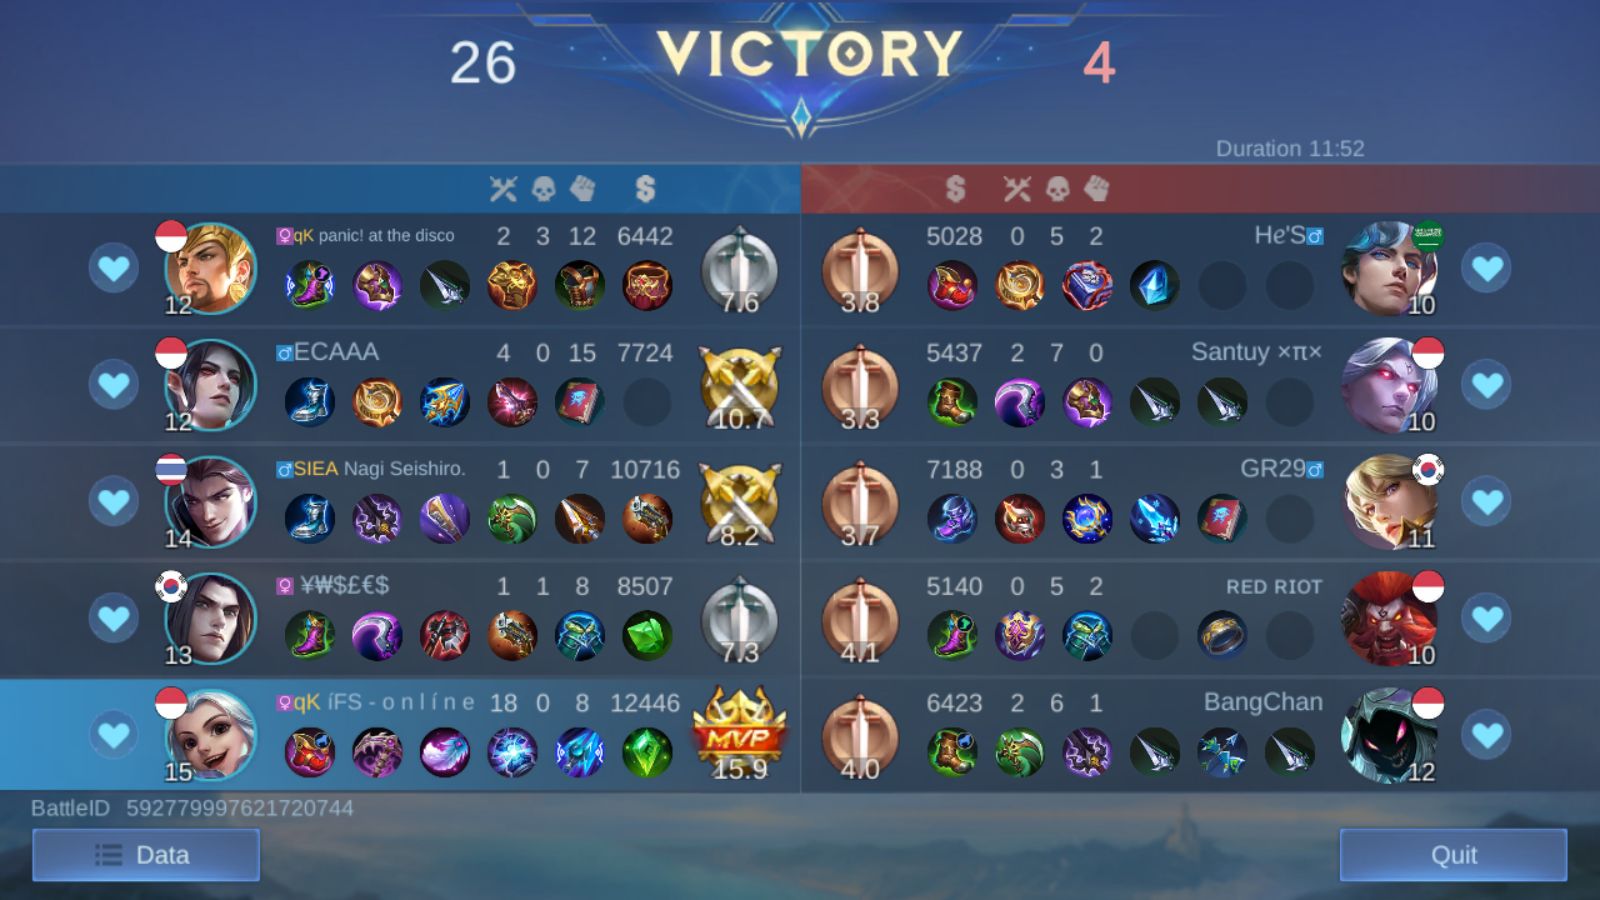 26 VICTORY 4
Duration 11:52
qK panic! at the disco 2 3 12 6442
12 7.6
5028 0 5 2 He'S
3.8 10
ECAAA 4 0 15 7724
12 10.7
5437 2 7 0 Santuy ×π×
3.3 10
SIEA Nagi Seishiro. 1 0 7 10716
14 8.2
7188 0 3 1 GR29
3.7 11
¥₩$£€$ 1 1 8 8507
13 7.3
5140 0 5 2 RED RIOT
4.1 10
qK íFS - o n l í n e 18 0 8 12446
15 MVP 15.9
6423 2 6 1 BangChan
4.0 12
BattleID 592779997621720744
Data
Quit